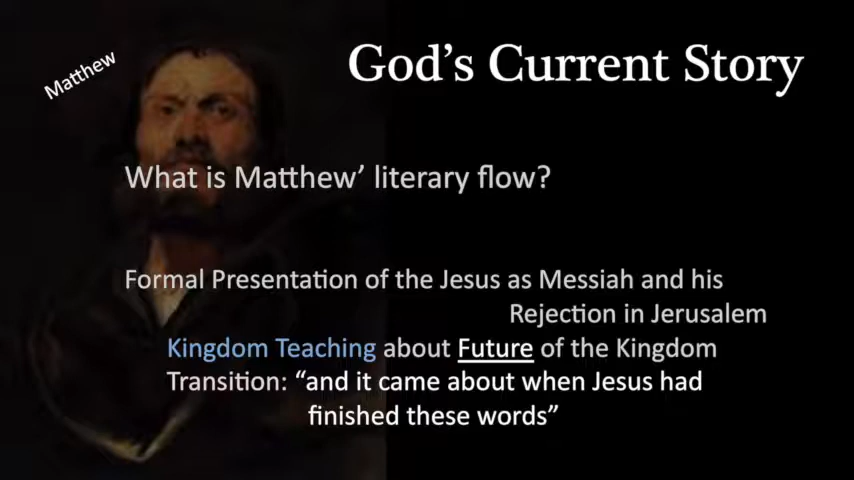 Matthew
God's Current Story
What is Matthew' literary flow?
Formal Presentation of the Jesus as Messiah and his
Rejection in Jerusalem
Kingdom Teaching about Future of the Kingdom
Transition: “and it came about when Jesus had
finished these words”